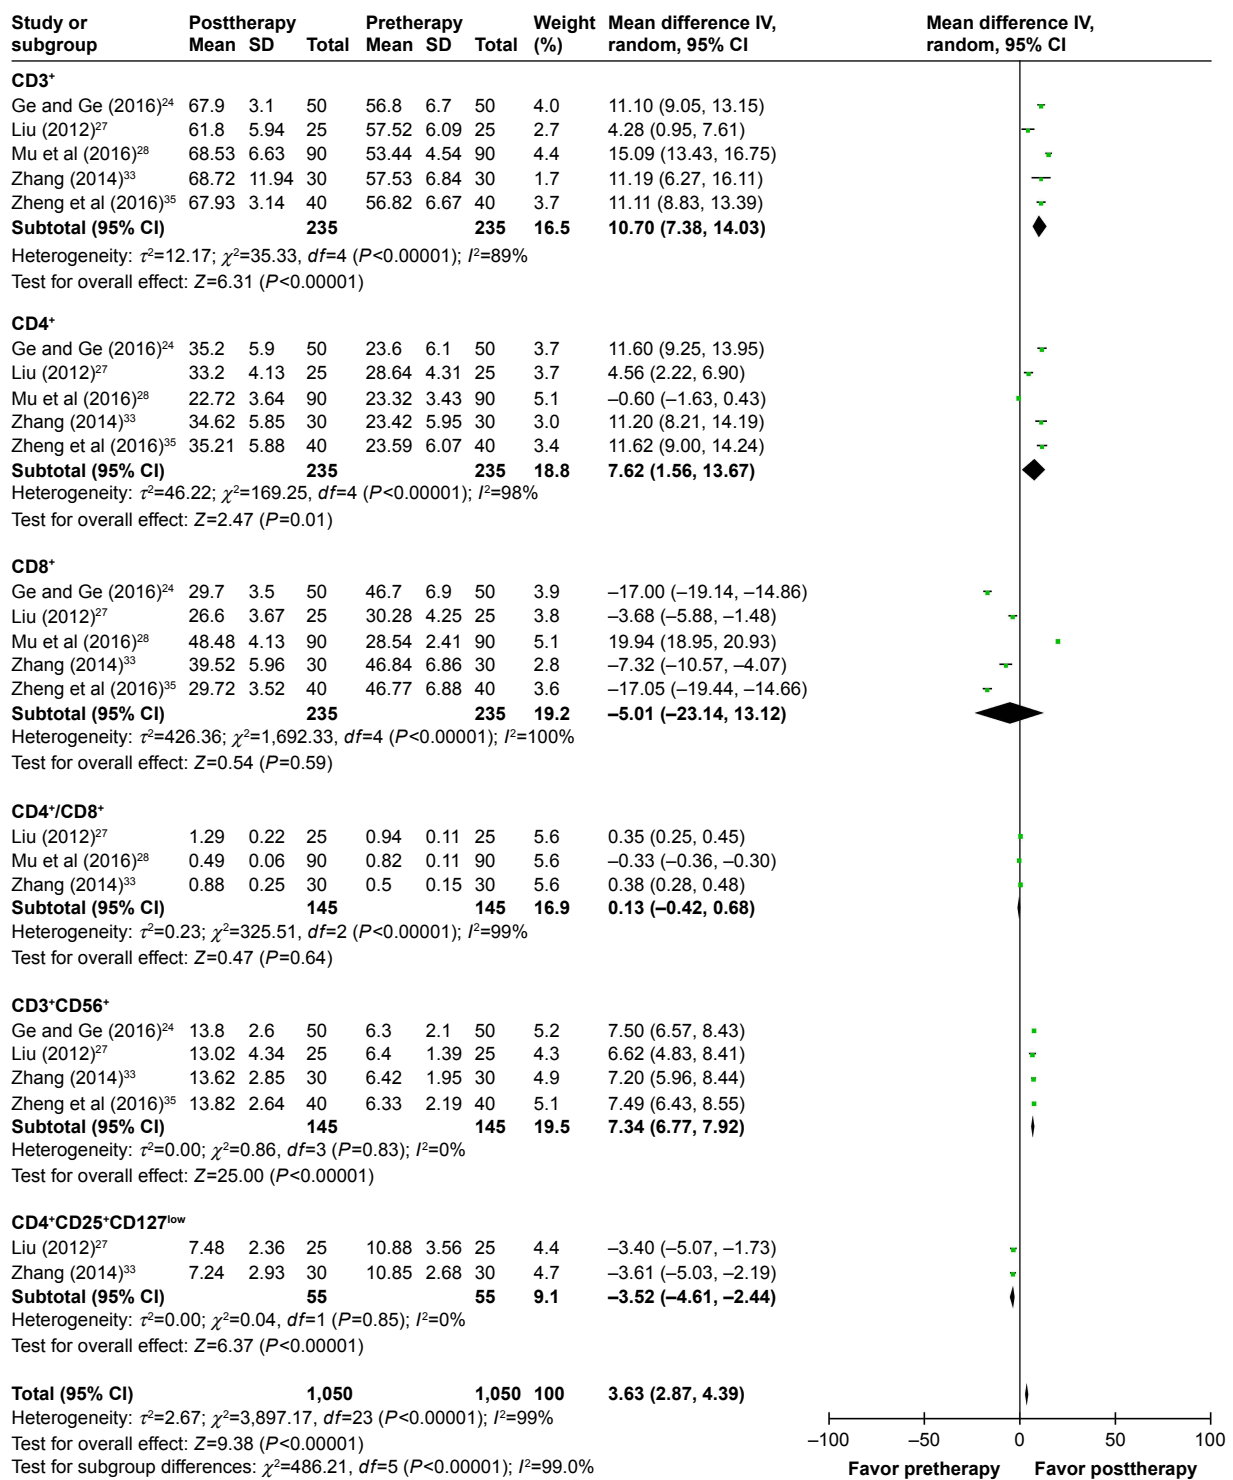 Study or Posttherapy Pretherapy Weight Mean difference IV, Mean difference IV,
subgroup Mean SD Total Mean SD Total (%) random, 95% CI random, 95% CI
CD3⁺
Ge and Ge (2016)²⁴ 67.9 3.1 50 56.8 6.7 50 4.0 11.10 (9.05, 13.15)
Liu (2012)²⁷ 61.8 5.94 25 57.52 6.09 25 2.7 4.28 (0.95, 7.61)
Mu et al (2016)²⁸ 68.53 6.63 90 53.44 4.54 90 4.4 15.09 (13.43, 16.75)
Zhang (2014)³³ 68.72 11.94 30 57.53 6.84 30 1.7 11.19 (6.27, 16.11)
Zheng et al (2016)³⁵ 67.93 3.14 40 56.82 6.67 40 3.7 11.11 (8.83, 13.39)
Subtotal (95% CI) 235 235 16.5 10.70 (7.38, 14.03)
Heterogeneity: τ²=12.17; χ²=35.33, df=4 (P<0.00001); I²=89%
Test for overall effect: Z=6.31 (P<0.00001)
CD4⁺
Ge and Ge (2016)²⁴ 35.2 5.9 50 23.6 6.1 50 3.7 11.60 (9.25, 13.95)
Liu (2012)²⁷ 33.2 4.13 25 28.64 4.31 25 3.7 4.56 (2.22, 6.90)
Mu et al (2016)²⁸ 22.72 3.64 90 23.32 3.43 90 5.1 –0.60 (–1.63, 0.43)
Zhang (2014)³³ 34.62 5.85 30 23.42 5.95 30 3.0 11.20 (8.21, 14.19)
Zheng et al (2016)³⁵ 35.21 5.88 40 23.59 6.07 40 3.4 11.62 (9.00, 14.24)
Subtotal (95% CI) 235 235 18.8 7.62 (1.56, 13.67)
Heterogeneity: τ²=46.22; χ²=169.25, df=4 (P<0.00001); I²=98%
Test for overall effect: Z=2.47 (P=0.01)
CD8⁺
Ge and Ge (2016)²⁴ 29.7 3.5 50 46.7 6.9 50 3.9 –17.00 (–19.14, –14.86)
Liu (2012)²⁷ 26.6 3.67 25 30.28 4.25 25 3.8 –3.68 (–5.88, –1.48)
Mu et al (2016)²⁸ 48.48 4.13 90 28.54 2.41 90 5.1 19.94 (18.95, 20.93)
Zhang (2014)³³ 39.52 5.96 30 46.84 6.86 30 2.8 –7.32 (–10.57, –4.07)
Zheng et al (2016)³⁵ 29.72 3.52 40 46.77 6.88 40 3.6 –17.05 (–19.44, –14.66)
Subtotal (95% CI) 235 235 19.2 –5.01 (–23.14, 13.12)
Heterogeneity: τ²=426.36; χ²=1,692.33, df=4 (P<0.00001); I²=100%
Test for overall effect: Z=0.54 (P=0.59)
CD4⁺/CD8⁺
Liu (2012)²⁷ 1.29 0.22 25 0.94 0.11 25 5.6 0.35 (0.25, 0.45)
Mu et al (2016)²⁸ 0.49 0.06 90 0.82 0.11 90 5.6 –0.33 (–0.36, –0.30)
Zhang (2014)³³ 0.88 0.25 30 0.5 0.15 30 5.6 0.38 (0.28, 0.48)
Subtotal (95% CI) 145 145 16.9 0.13 (–0.42, 0.68)
Heterogeneity: τ²=0.23; χ²=325.51, df=2 (P<0.00001); I²=99%
Test for overall effect: Z=0.47 (P=0.64)
CD3⁺CD56⁺
Ge and Ge (2016)²⁴ 13.8 2.6 50 6.3 2.1 50 5.2 7.50 (6.57, 8.43)
Liu (2012)²⁷ 13.02 4.34 25 6.4 1.39 25 4.3 6.62 (4.83, 8.41)
Zhang (2014)³³ 13.62 2.85 30 6.42 1.95 30 4.9 7.20 (5.96, 8.44)
Zheng et al (2016)³⁵ 13.82 2.64 40 6.33 2.19 40 5.1 7.49 (6.43, 8.55)
Subtotal (95% CI) 145 145 19.5 7.34 (6.77, 7.92)
Heterogeneity: τ²=0.00; χ²=0.86, df=3 (P=0.83); I²=0%
Test for overall effect: Z=25.00 (P<0.00001)
CD4⁺CD25⁺CD127ˡᵒʷ
Liu (2012)²⁷ 7.48 2.36 25 10.88 3.56 25 4.4 –3.40 (–5.07, –1.73)
Zhang (2014)³³ 7.24 2.93 30 10.85 2.68 30 4.7 –3.61 (–5.03, –2.19)
Subtotal (95% CI) 55 55 9.1 –3.52 (–4.61, –2.44)
Heterogeneity: τ²=0.00; χ²=0.04, df=1 (P=0.85); I²=0%
Test for overall effect: Z=6.37 (P<0.00001)
Total (95% CI) 1,050 1,050 100 3.63 (2.87, 4.39)
Heterogeneity: τ²=2.67; χ²=3,897.17, df=23 (P<0.00001); I²=99%
Test for overall effect: Z=9.38 (P<0.00001)
Test for subgroup differences: χ²=486.21, df=5 (P<0.00001); I²=99.0%
–100 –50 0 50 100
Favor pretherapy Favor posttherapy